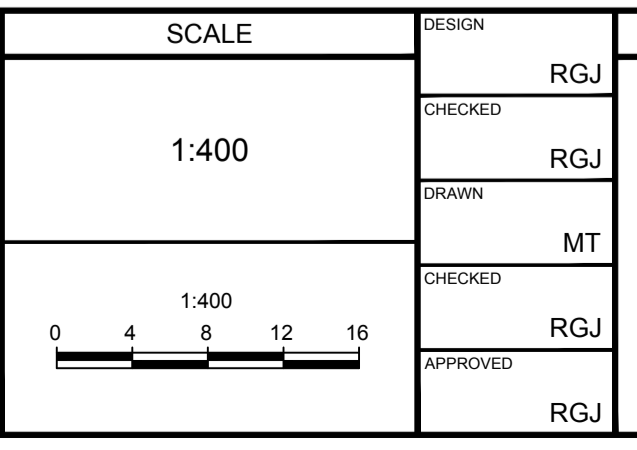 SCALE
1:400
1:400
0 4 8 12 16
DESIGN
RGJ
CHECKED
RGJ
DRAWN
MT
CHECKED
RGJ
APPROVED
RGJ